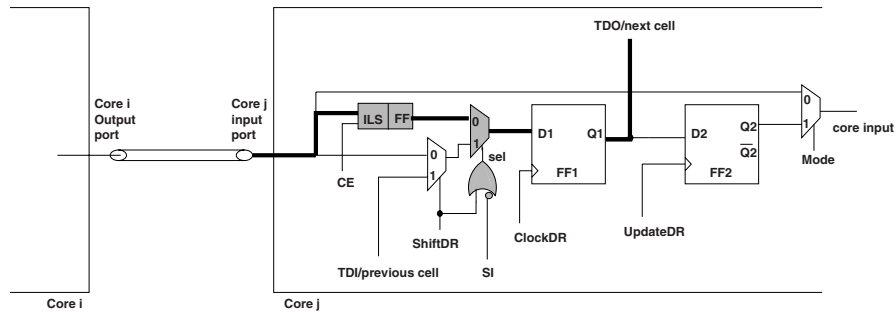 TDO/next cell
Core i
Output
port
Core j
input
port
ILS
FF
0
1
0
1
sel
CE
ShiftDR
TDI/previous cell
SI
D1
Q1
FF1
ClockDR
D2
Q2
Q2
FF2
UpdateDR
0
1
core input
Mode
Core i
Core j